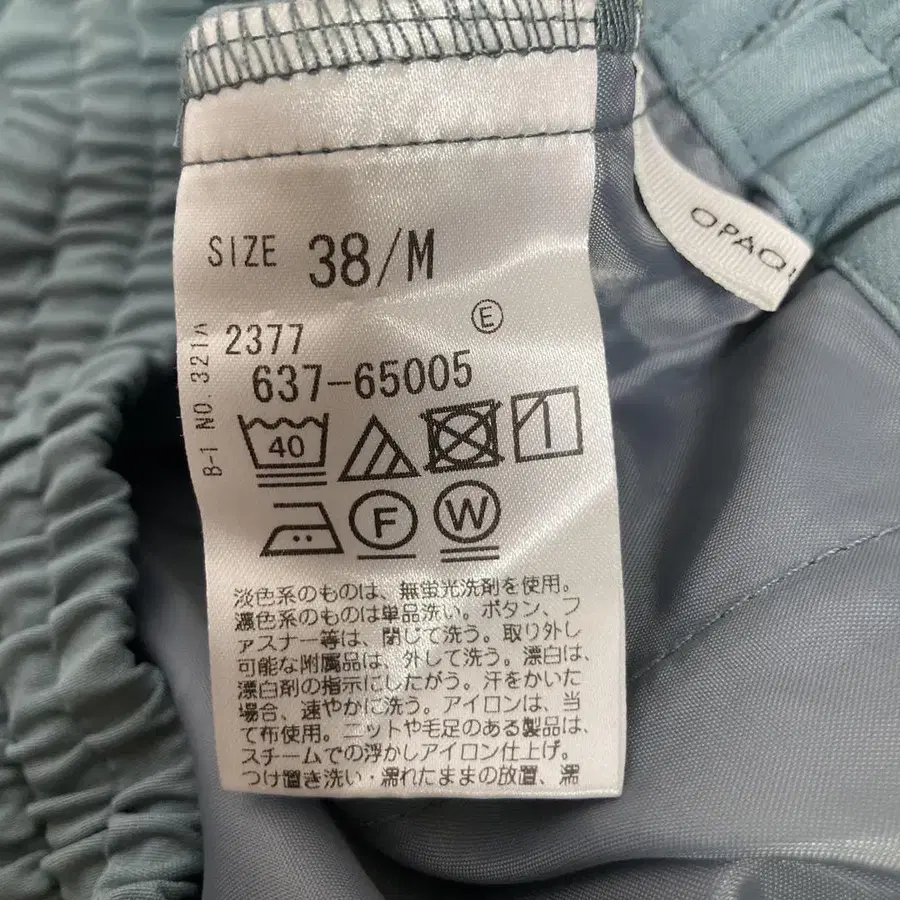 SIZE 38/M
OPAQ
E
2377
637-65005
B-1 NO. 321A
40
F
W
淡色系のものは、無蛍光洗剤を使用。
濃色系のものは単品洗い。ボタン、フ
ァスナー等は、閉じて洗う。取り外し
可能な附属品は、外して洗う。漂白は、
漂白剤の指示にしたがう。汗をかいた
場合、速やかに洗う。アイロンは、当
て布使用。ニットや毛足のある製品は、
スチームでの浮かしアイロン仕上げ。
つけ置き洗い・濡れたままの放置、濡